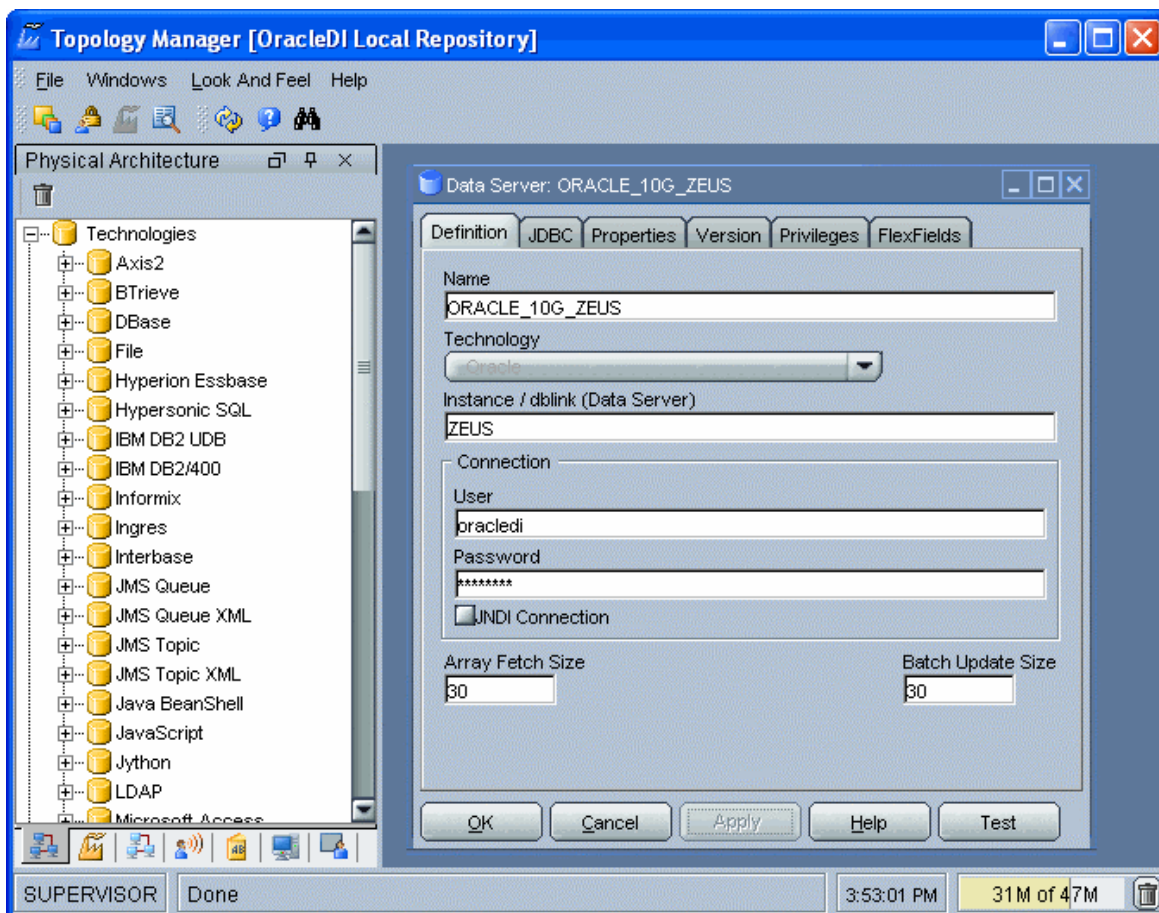 Topology Manager [OracleDI Local Repository]
File Windows Look And Feel Help
Physical Architecture
Technologies
Axis2
BTrieve
DBase
File
Hyperion Essbase
Hypersonic SQL
IBM DB2 UDB
IBM DB2/400
Informix
Ingres
Interbase
JMS Queue
JMS Queue XML
JMS Topic
JMS Topic XML
Java BeanShell
JavaScript
Jython
LDAP
Microsoft Access
Data Server: ORACLE_10G_ZEUS
Definition JDBC Properties Version Privileges FlexFields
Name
ORACLE_10G_ZEUS
Technology
Oracle
Instance / dblink (Data Server)
ZEUS
Connection
User
oracledi
Password
********
JNDI Connection
Array Fetch Size Batch Update Size
30 30
OK Cancel Apply Help Test
SUPERVISOR Done 3:53:01 PM 31M of 47M